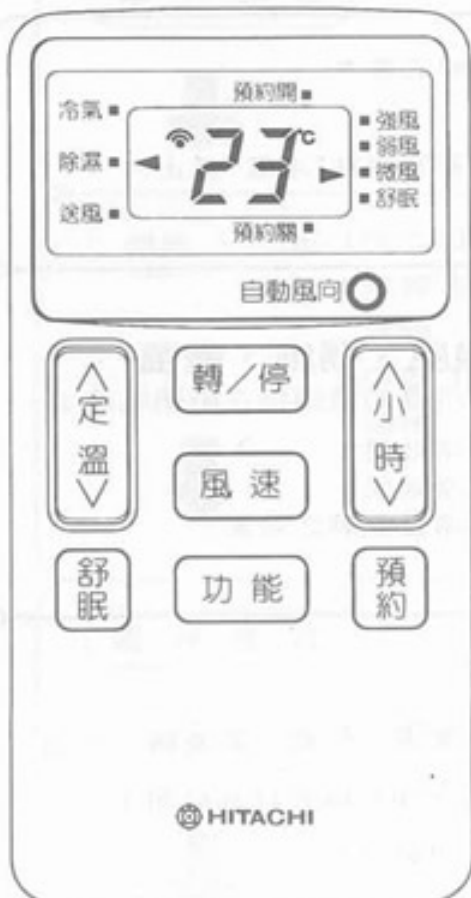 預約開
冷氣
強風
23°C
弱風
除濕
微風
舒眠
送風
預約關
自動風向
定溫
轉／停
小時
風速
舒眠
功能
預約
HITACHI